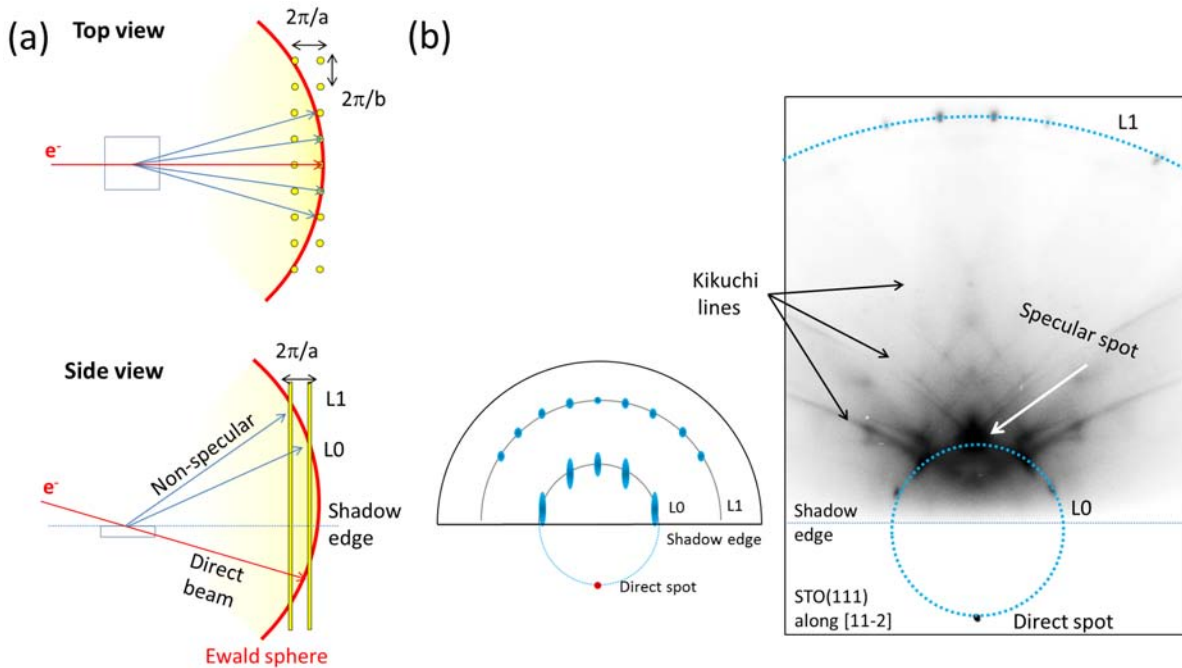 (a)
Top view
2π/a
2π/b
e-
Side view
2π/a
L1
L0
Non-specular
e-
Shadow
edge
Direct
beam
Ewald sphere
(b)
L0
L1
Shadow edge
Direct spot
L1
Kikuchi
lines
Specular spot
L0
Shadow
edge
STO(111)
along [11-2]
Direct spot